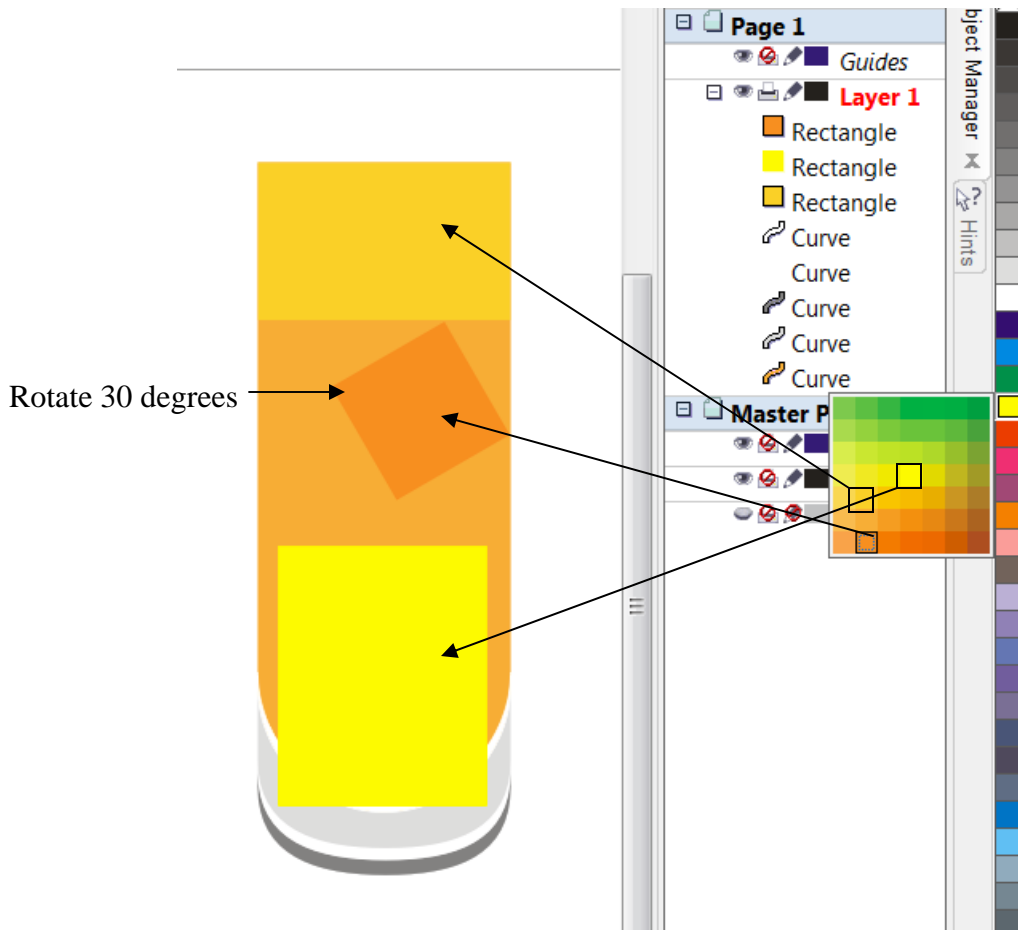 Page 1
Guides
Layer 1
Rectangle
Rectangle
Rectangle
Curve
Curve
Curve
Curve
Curve
Master P
bject Manager
Hints
Rotate 30 degrees